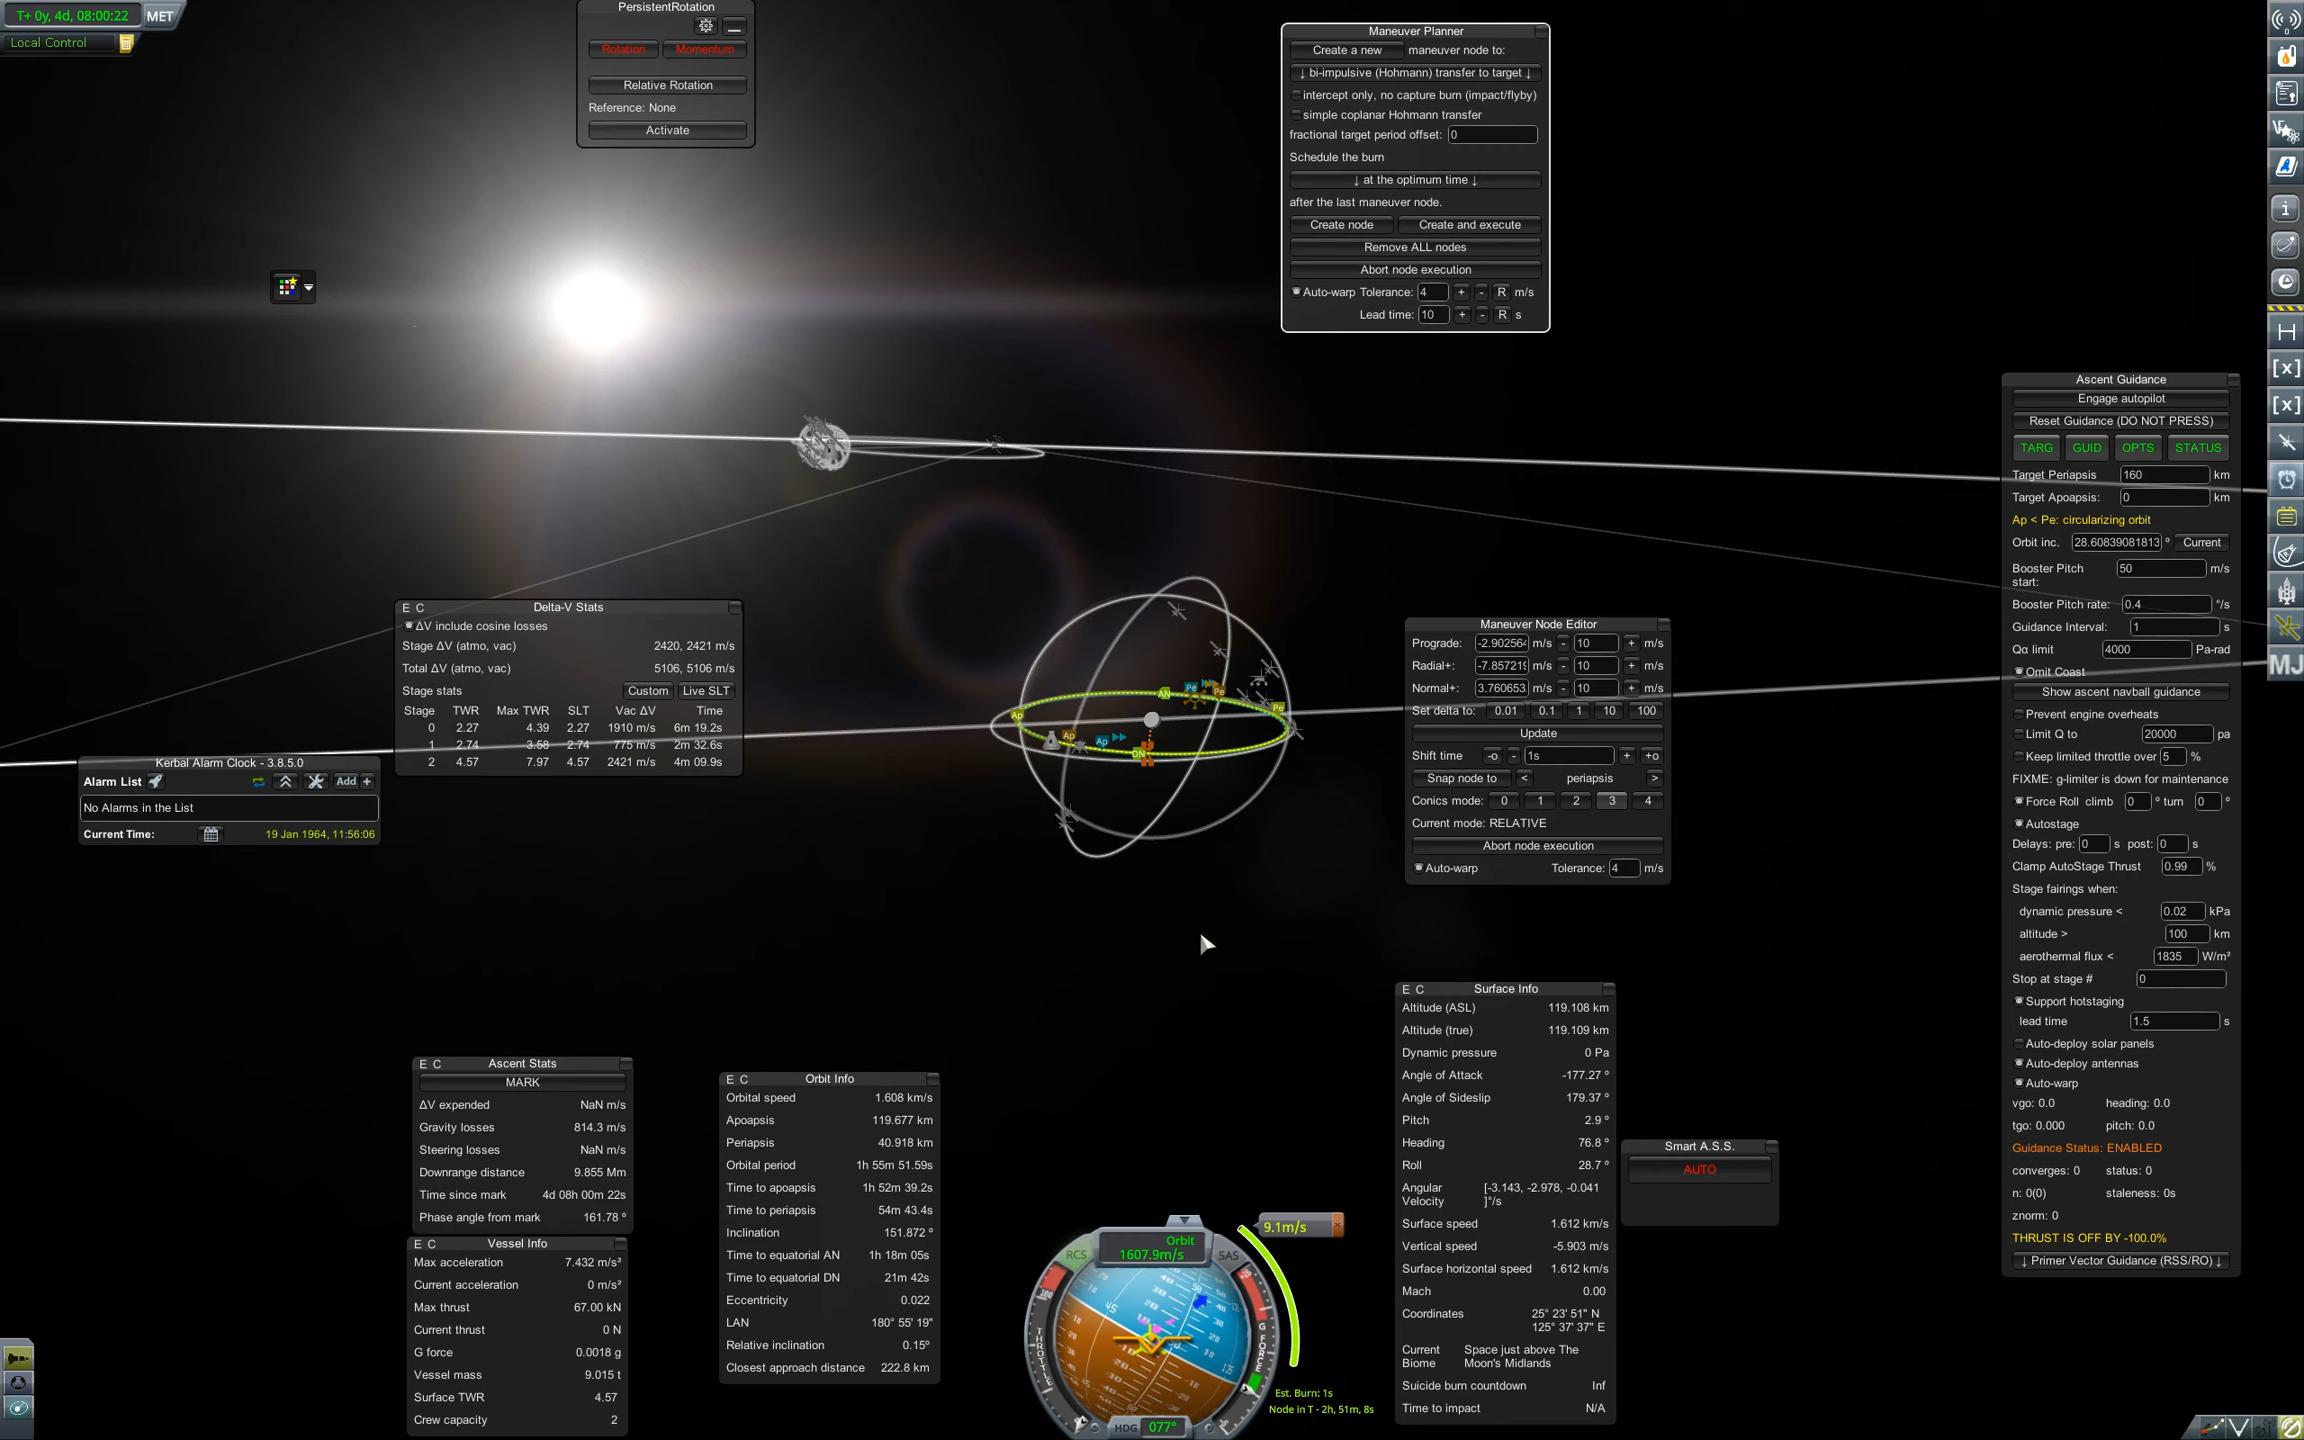 T+ 0y, 4d, 08:00:22 MET
Local Control
PersistentRotation
Rotation Momentum
Relative Rotation
Reference: None
Activate
Maneuver Planner
Create a new maneuver node to:
↓ bi-impulsive (Hohmann) transfer to target ↓
intercept only, no capture burn (impact/flyby)
simple coplanar Hohmann transfer
fractional target period offset: 0
Schedule the burn
↓ at the optimum time ↓
after the last maneuver node.
Create node Create and execute
Remove ALL nodes
Abort node execution
Auto-warp Tolerance: 4 + - R m/s
Lead time: 10 + - R s
Ascent Guidance
Engage autopilot
Reset Guidance (DO NOT PRESS)
TARG GUID OPTS STATUS
Target Periapsis 160 km
Target Apoapsis: 0 km
Ap < Pe: circularizing orbit
Orbit inc. 28.60839081813 º Current
Booster Pitch start: 50 m/s
Booster Pitch rate: 0.4 °/s
Guidance Interval: 1 s
Qα limit 4000 Pa-rad
Omit Coast
Show ascent navball guidance
Prevent engine overheats
Limit Q to 20000 pa
Keep limited throttle over 5 %
FIXME: g-limiter is down for maintenance
Force Roll climb 0 º turn 0 º
Autostage
Delays: pre: 0 s post: 0 s
Clamp AutoStage Thrust 0.99 %
Stage fairings when:
dynamic pressure < 0.02 kPa
altitude > 100 km
aerothermal flux < 1835 W/m²
Stop at stage # 0
Support hotstaging
lead time 1.5 s
Auto-deploy solar panels
Auto-deploy antennas
Auto-warp
vgo: 0.0 heading: 0.0
tgo: 0.000 pitch: 0.0
Guidance Status: ENABLED
converges: 0 status: 0
n: 0(0) staleness: 0s
znorm: 0
THRUST IS OFF BY -100.0%
↓ Primer Vector Guidance (RSS/RO) ↓
E C Delta-V Stats
ΔV include cosine losses
Stage ΔV (atmo, vac) 2420, 2421 m/s
Total ΔV (atmo, vac) 5106, 5106 m/s
Stage stats Custom Live SLT
Stage TWR Max TWR SLT Vac ΔV Time
0 2.27 4.39 2.27 1910 m/s 6m 19.2s
1 2.74 3.58 2.74 775 m/s 2m 32.6s
2 4.57 7.97 4.57 2421 m/s 4m 09.9s
Kerbal Alarm Clock - 3.8.5.0
Alarm List Add +
No Alarms in the List
Current Time: 19 Jan 1964, 11:56:06
AN Pe Pe
Ap Pe
Ap Ap DN
Maneuver Node Editor
Prograde: -2.902564 m/s - 10 + m/s
Radial+: -7.857219 m/s - 10 + m/s
Normal+: 3.760653 m/s - 10 + m/s
Set delta to: 0.01 0.1 1 10 100
Update
Shift time -o - 1s + +o
Snap node to < periapsis >
Conics mode: 0 1 2 3 4
Current mode: RELATIVE
Abort node execution
Auto-warp Tolerance: 4 m/s
E C Ascent Stats
MARK
ΔV expended NaN m/s
Gravity losses 814.3 m/s
Steering losses NaN m/s
Downrange distance 9.855 Mm
Time since mark 4d 08h 00m 22s
Phase angle from mark 161.78 º
E C Vessel Info
Max acceleration 7.432 m/s²
Current acceleration 0 m/s²
Max thrust 67.00 kN
Current thrust 0 N
G force 0.0018 g
Vessel mass 9.015 t
Surface TWR 4.57
Crew capacity 2
E C Orbit Info
Orbital speed 1.608 km/s
Apoapsis 119.677 km
Periapsis 40.918 km
Orbital period 1h 55m 51.59s
Time to apoapsis 1h 52m 39.2s
Time to periapsis 54m 43.4s
Inclination 151.872 º
Time to equatorial AN 1h 18m 05s
Time to equatorial DN 21m 42s
Eccentricity 0.022
LAN 180° 55' 19"
Relative inclination 0.15º
Closest approach distance 222.8 km
9.1m/s
Orbit
1607.9m/s
RCS SAS
THROTTLE
G FORCE
HDG 077°
Est. Burn: 1s
Node in T - 2h, 51m, 8s
E C Surface Info
Altitude (ASL) 119.108 km
Altitude (true) 119.109 km
Dynamic pressure 0 Pa
Angle of Attack -177.27 º
Angle of Sideslip 179.37 º
Pitch 2.9 º
Heading 76.8 º
Roll 28.7 º
Angular Velocity [-3.143, -2.978, -0.041 ]°/s
Surface speed 1.612 km/s
Vertical speed -5.903 m/s
Surface horizontal speed 1.612 km/s
Mach 0.00
Coordinates 25° 23' 51" N
125° 37' 37" E
Current Biome Space just above The Moon's Midlands
Suicide burn countdown Inf
Time to impact N/A
Smart A.S.S.
AUTO
MJ